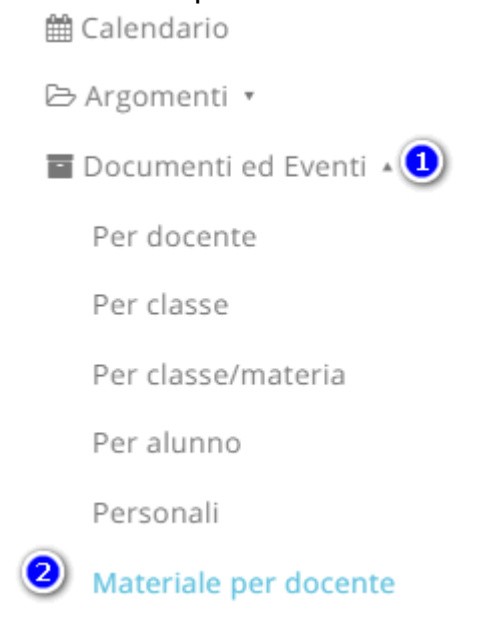 Calendario
Argomenti ▾
Documenti ed Eventi ▴ 1
Per docente
Per classe
Per classe/materia
Per alunno
Personali
2 Materiale per docente